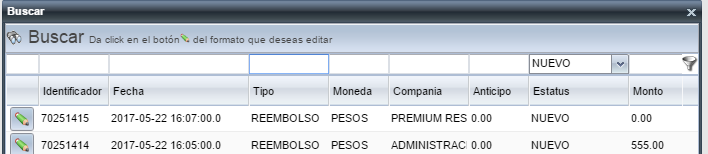 Buscar
Buscar Da click en el botón del formato que deseas editar
NUEVO
Identificador Fecha Tipo Moneda Compania Anticipo Estatus Monto
70251415 2017-05-22 16:07:00.0 REEMBOLSO PESOS PREMIUM RES 0.00 NUEVO 0.00
70251414 2017-05-22 16:05:00.0 REEMBOLSO PESOS ADMINISTRAC 0.00 NUEVO 555.00